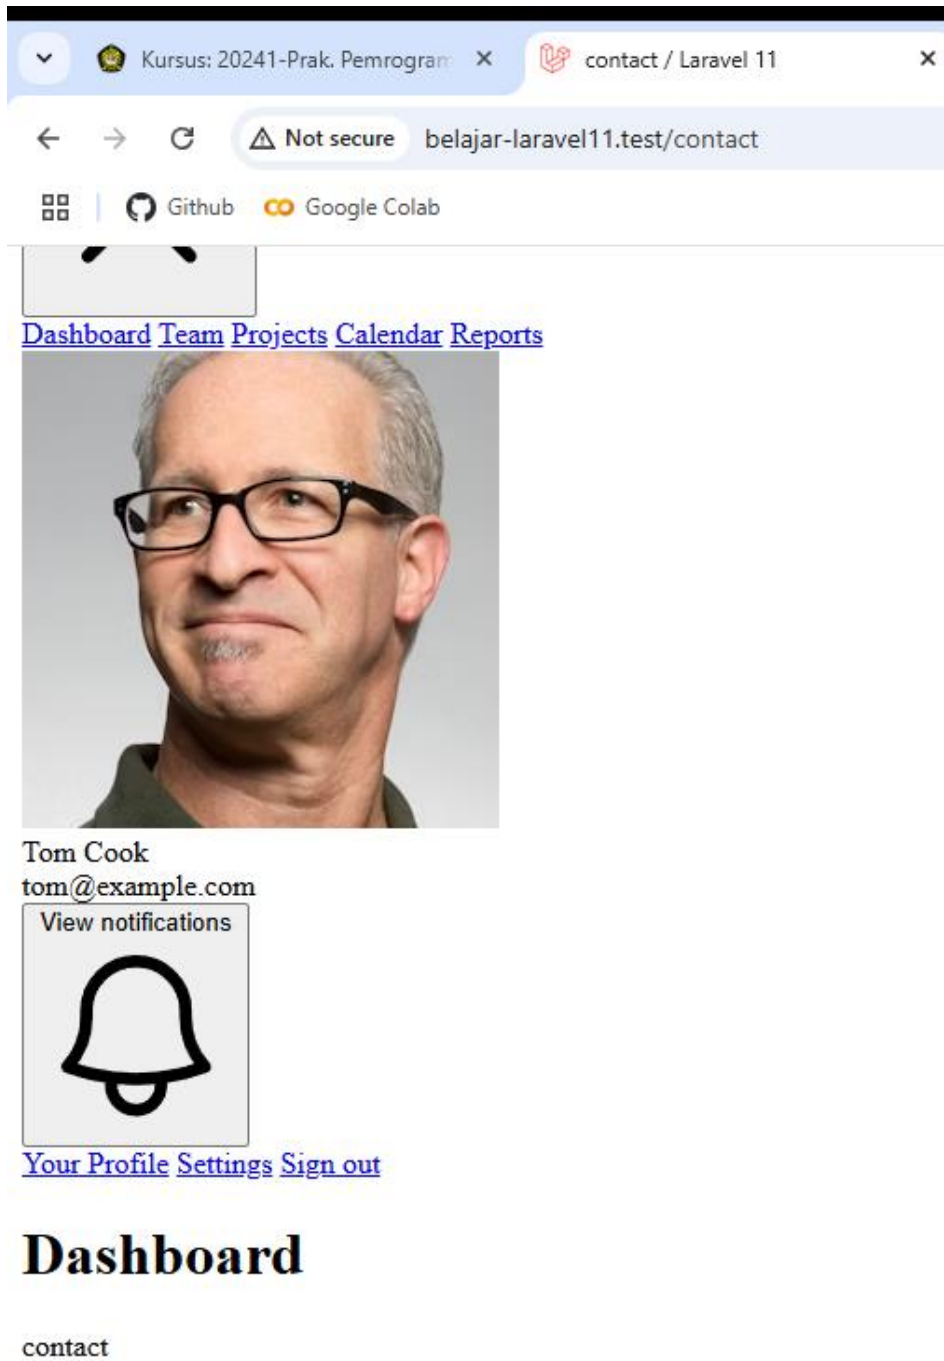 Kursus: 20241-Prak. Pemrogram
contact / Laravel 11
Not secure belajar-laravel11.test/contact
Github Google Colab
Dashboard Team Projects Calendar Reports
Tom Cook
tom@example.com
View notifications
Your Profile Settings Sign out
Dashboard
contact